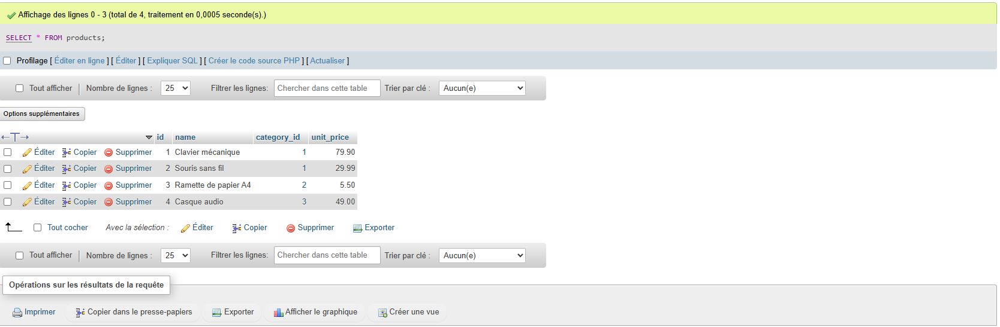 Affichage des lignes 0 - 3 (total de 4, traitement en 0,0005 seconde(s).)
SELECT * FROM products;
Profilage [ Éditer en ligne ] [ Éditer ] [ Expliquer SQL ] [ Créer le code source PHP ] [ Actualiser ]
Tout afficher | Nombre de lignes : 25 Filtrer les lignes: Chercher dans cette table Trier par clé : Aucun(e)
Options supplémentaires
←T→ id name category_id unit_price
Éditer Copier Supprimer 1 Clavier mécanique 1 79.90
Éditer Copier Supprimer 2 Souris sans fil 1 29.99
Éditer Copier Supprimer 3 Ramette de papier A4 2 5.50
Éditer Copier Supprimer 4 Casque audio 3 49.00
Tout cocher Avec la sélection : Éditer Copier Supprimer Exporter
Tout afficher | Nombre de lignes : 25 Filtrer les lignes: Chercher dans cette table Trier par clé : Aucun(e)
Opérations sur les résultats de la requête
Imprimer Copier dans le presse-papiers Exporter Afficher le graphique Créer une vue